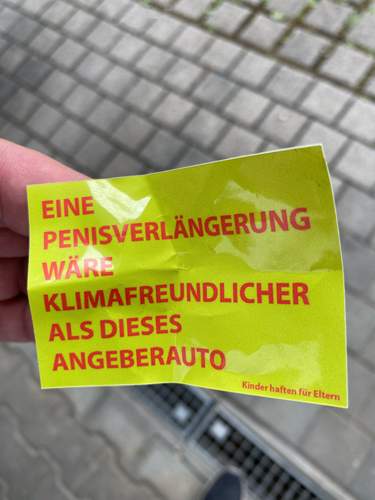 EINE
PENISVERLÄNGERUNG
WÄRE
KLIMAFREUNDLICHER
ALS DIESES
ANGEBERAUTO
Kinder haften für Eltern